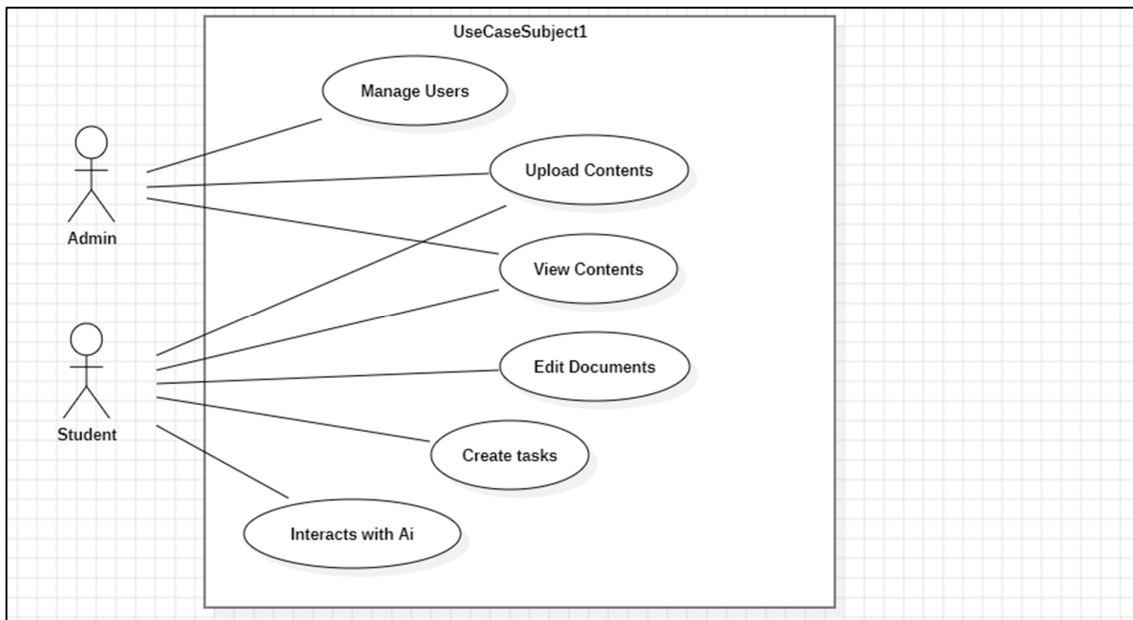 UseCaseSubject1
Manage Users
Upload Contents
Admin
View Contents
Edit Documents
Student
Create tasks
Interacts with Ai